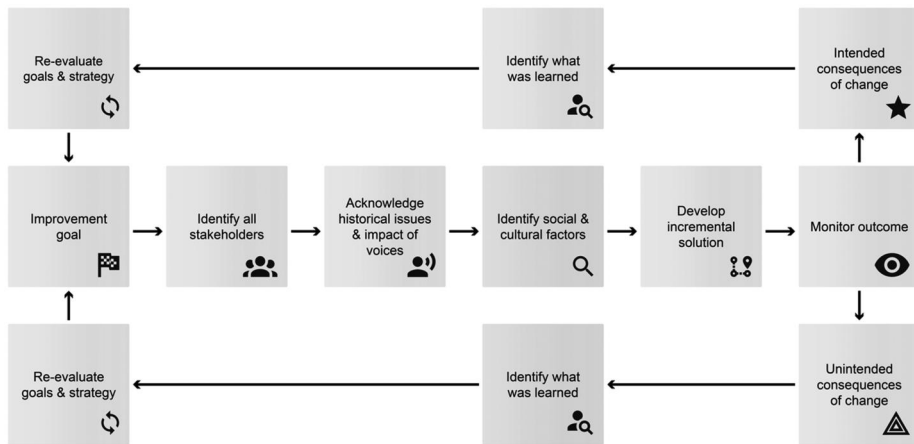 Re-evaluate
goals & strategy
Identify what
was learned
Intended
consequences
of change
Improvement
goal
Identify all
stakeholders
Acknowledge
historical issues
& impact of
voices
Identify social &
cultural factors
Develop
incremental
solution
Monitor outcome
Re-evaluate
goals & strategy
Identify what
was learned
Unintended
consequences
of change